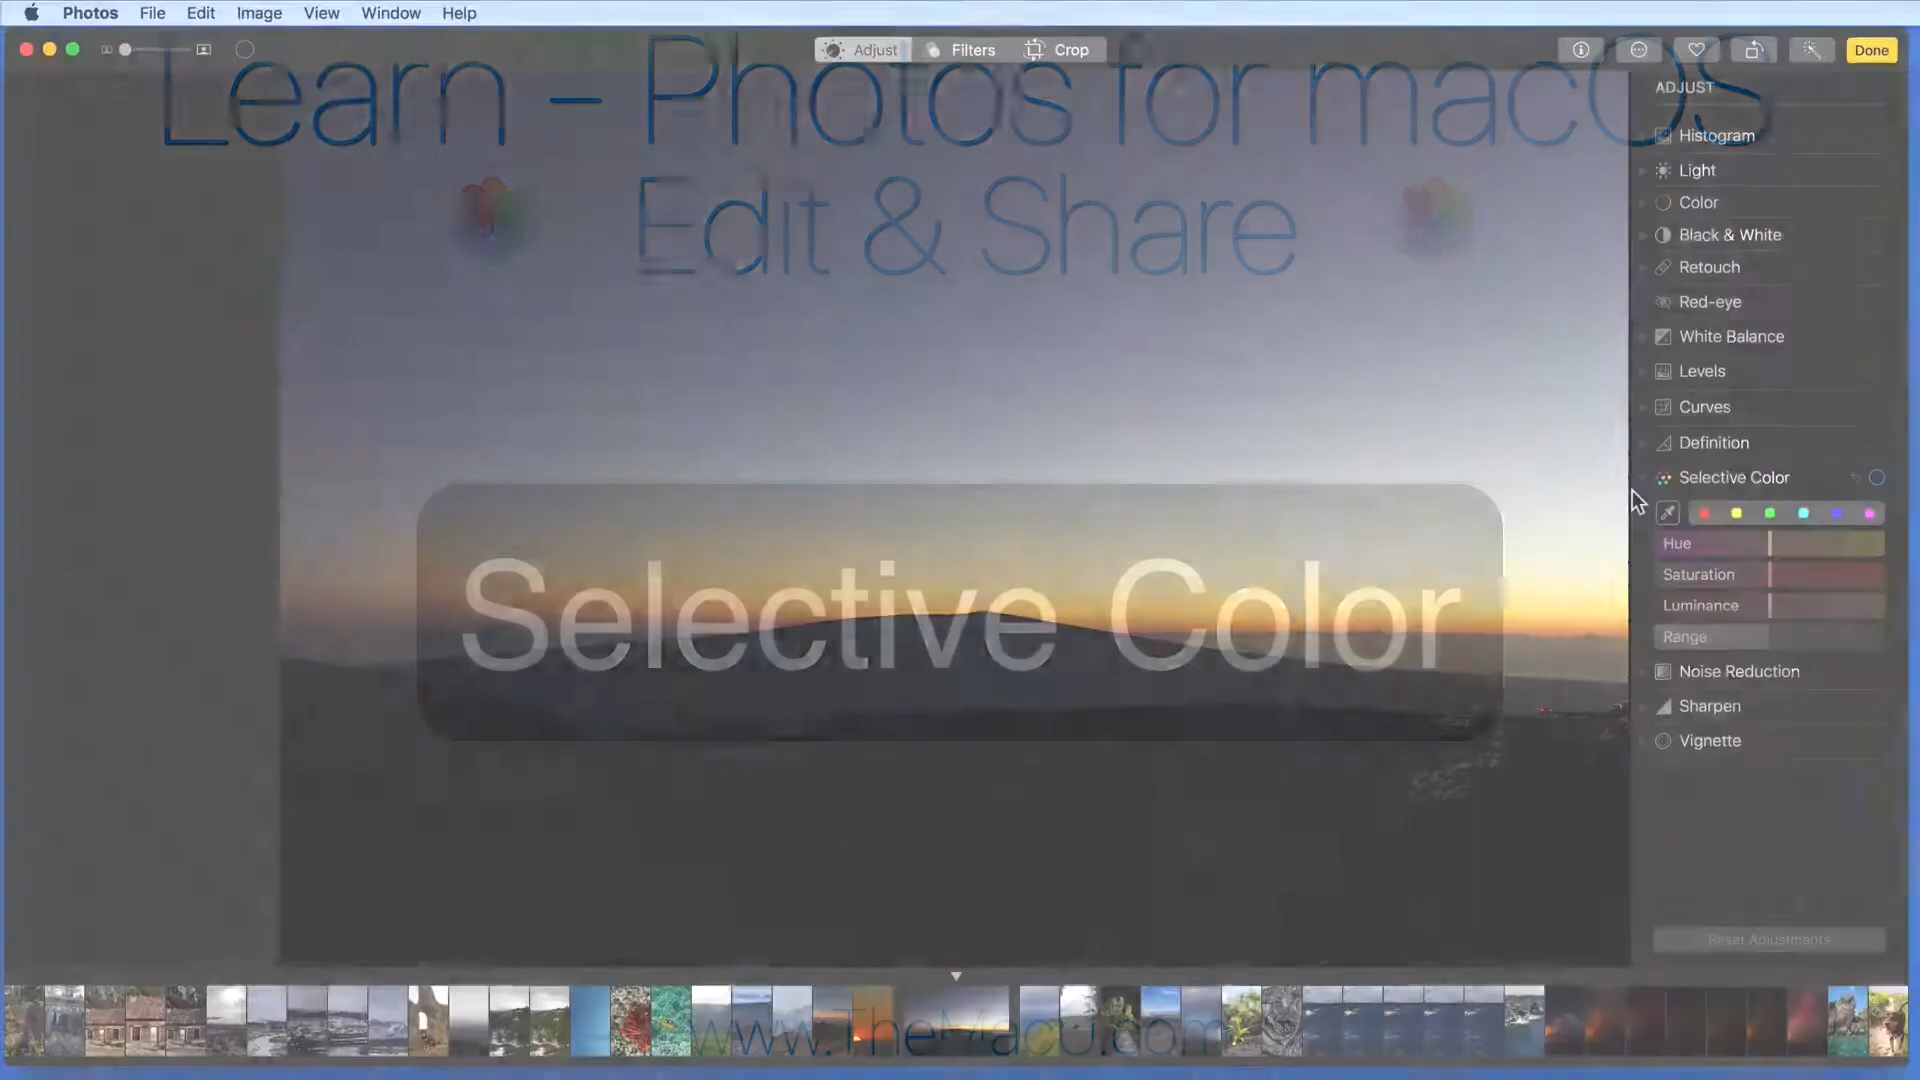 Photos File Edit Image View Window Help
Adjust Filters Crop
Done
Learn – Photos for macOS
Edit & Share
ADJUST
Histogram
Light
Color
Black & White
Retouch
Red-eye
White Balance
Levels
Curves
Definition
Selective Color
Hue
Saturation
Luminance
Range
Noise Reduction
Sharpen
Vignette
Selective Color
Reset Adjustments
www.TheMacU.com